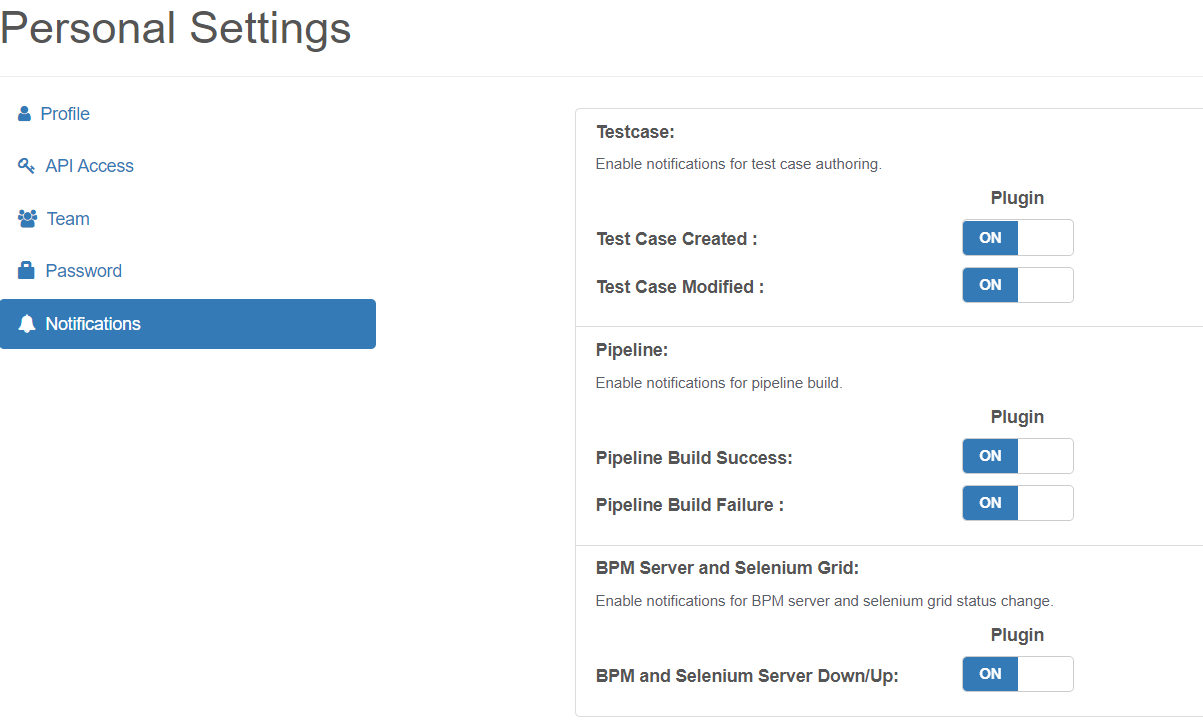 Personal Settings
Profile
API Access
Team
Password
Notifications
Testcase:
Enable notifications for test case authoring.
Plugin
Test Case Created : ON
Test Case Modified : ON
Pipeline:
Enable notifications for pipeline build.
Plugin
Pipeline Build Success: ON
Pipeline Build Failure : ON
BPM Server and Selenium Grid:
Enable notifications for BPM server and selenium grid status change.
Plugin
BPM and Selenium Server Down/Up: ON